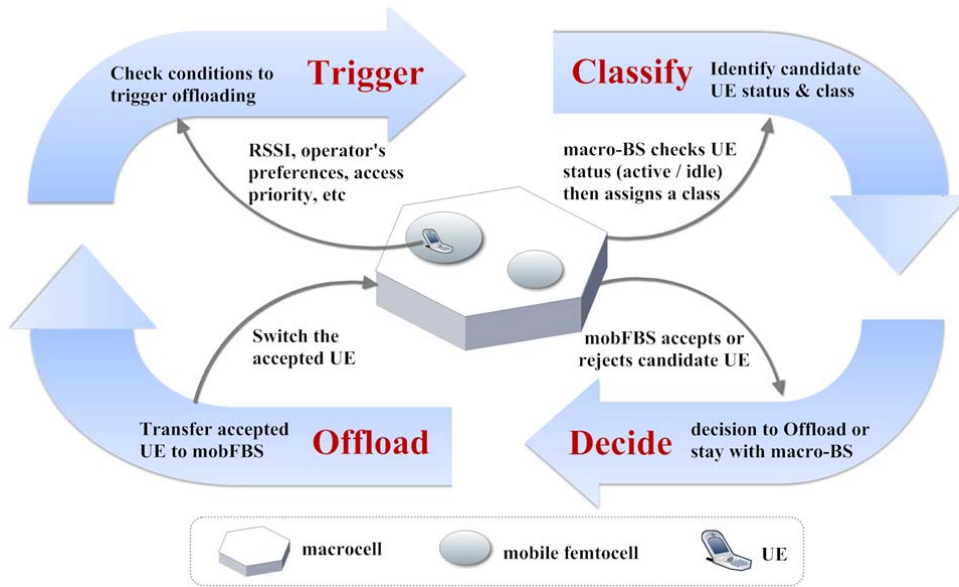 Check conditions to
trigger offloading
Trigger
RSSI, operator's
preferences, access
priority, etc
Classify
Identify candidate
UE status & class
macro-BS checks UE
status (active / idle)
then assigns a class
Switch the
accepted UE
mobFBS accepts or
rejects candidate UE
Transfer accepted
UE to mobFBS
Offload
Decide
decision to Offload or
stay with macro-BS
macrocell
mobile femtocell
UE